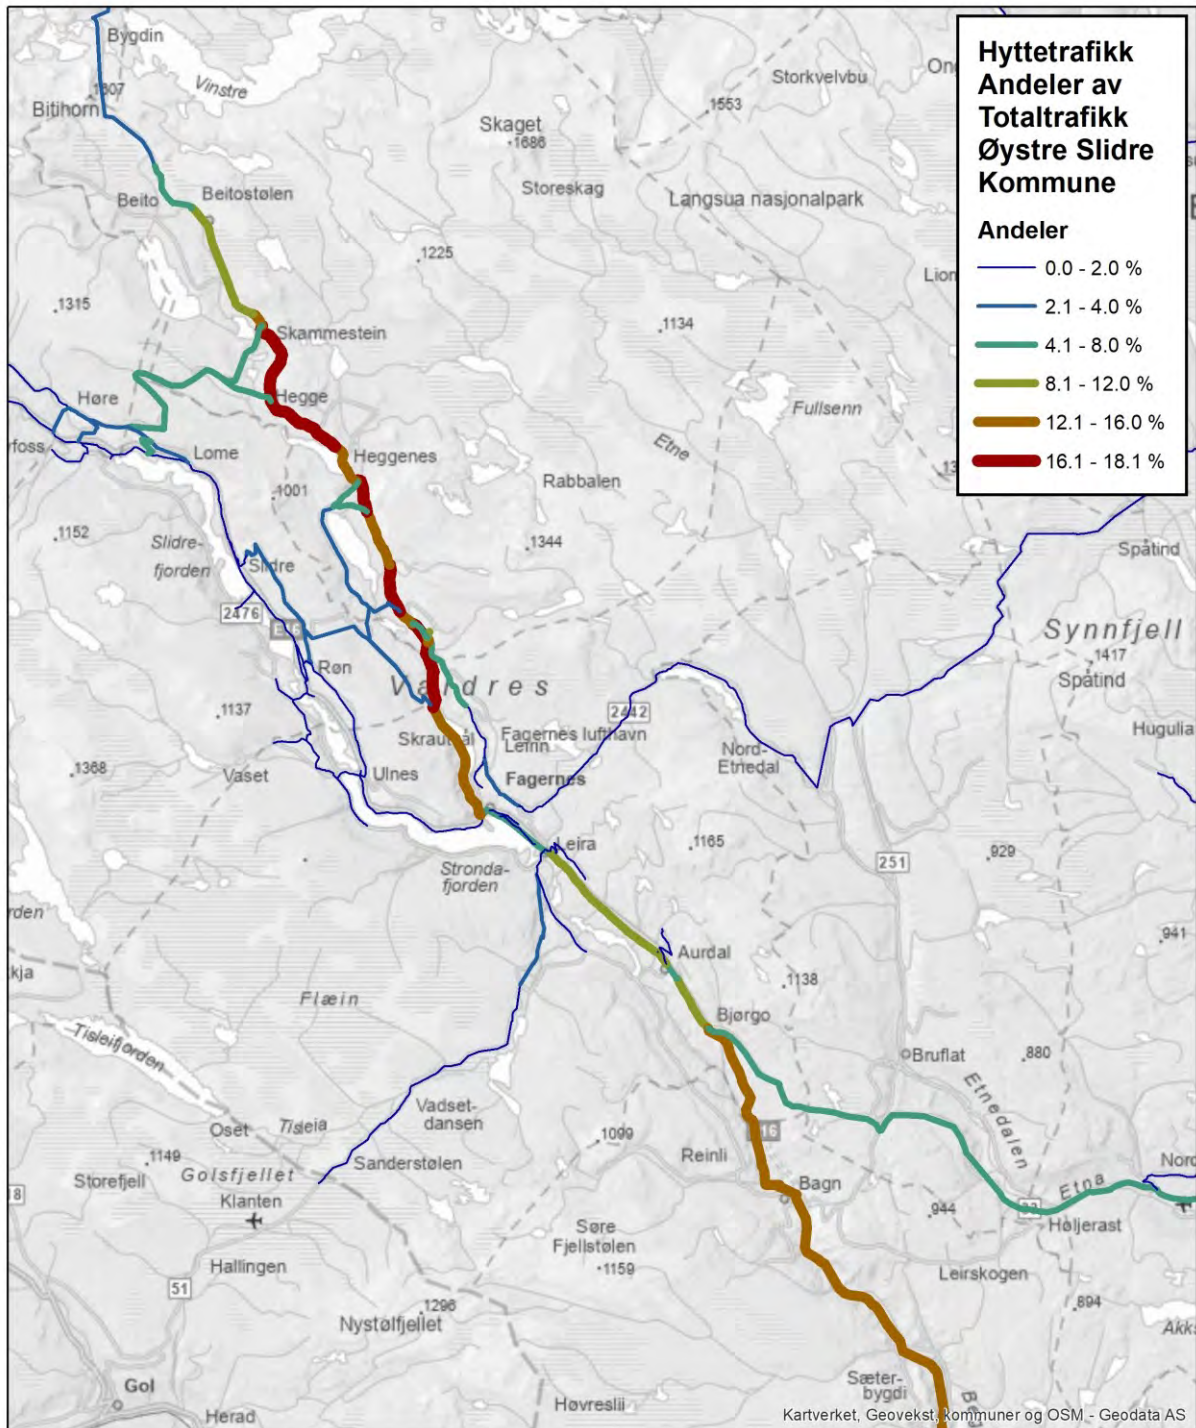 Hyttetrafikk
Andeler av
Totaltrafikk
Øystre Slidre
Kommune
Andeler
0.0 - 2.0 %
2.1 - 4.0 %
4.1 - 8.0 %
8.1 - 12.0 %
12.1 - 16.0 %
16.1 - 18.1 %
Bygdin
Vinstre
1307
Bitihorn
Storkvelvbu
1553
Skaget
1686
Storeskag
Langsua nasjonalpark
Beito
Beitostølen
1225
1315
Skammestein
1134
Hegge
Høre
Fullsenn
Lome
Heggenes
Etne
Rabbalen
1001
1152
1344
Slidre-
fjorden
Slidre
Spåtind
2476
E16
Røn
Valdres
Synnfjell
1417
Spåtind
1137
2442
Skrautvål
Fagernes lufthavn
Leirin
Nord-
Etnedal
Hugulia
1368
Vaset
Ulnes
Fagernes
Leira
1165
251
929
Stronda-
fjorden
Aurdal
941
kja
Flæin
1138
Bjørgo
Tisleifjorden
Bruflat
880
Etnedalen
Vadset-
dansen
Oset
Tisleia
1099
E16
Reinli
1149
Storefjell
Golsfjellet
Sanderstølen
Klanten
Bagn
Etna
Nord
33
944
Høljerast
Søre
Fjellstølen
1159
Hallingen
Leirskogen
51
1296
Nystølfjellet
894
Sæter-
bygdi
Gol
Herad
Høvreslii
Kartverket, Geovekst, kommuner og OSM - Geodata AS